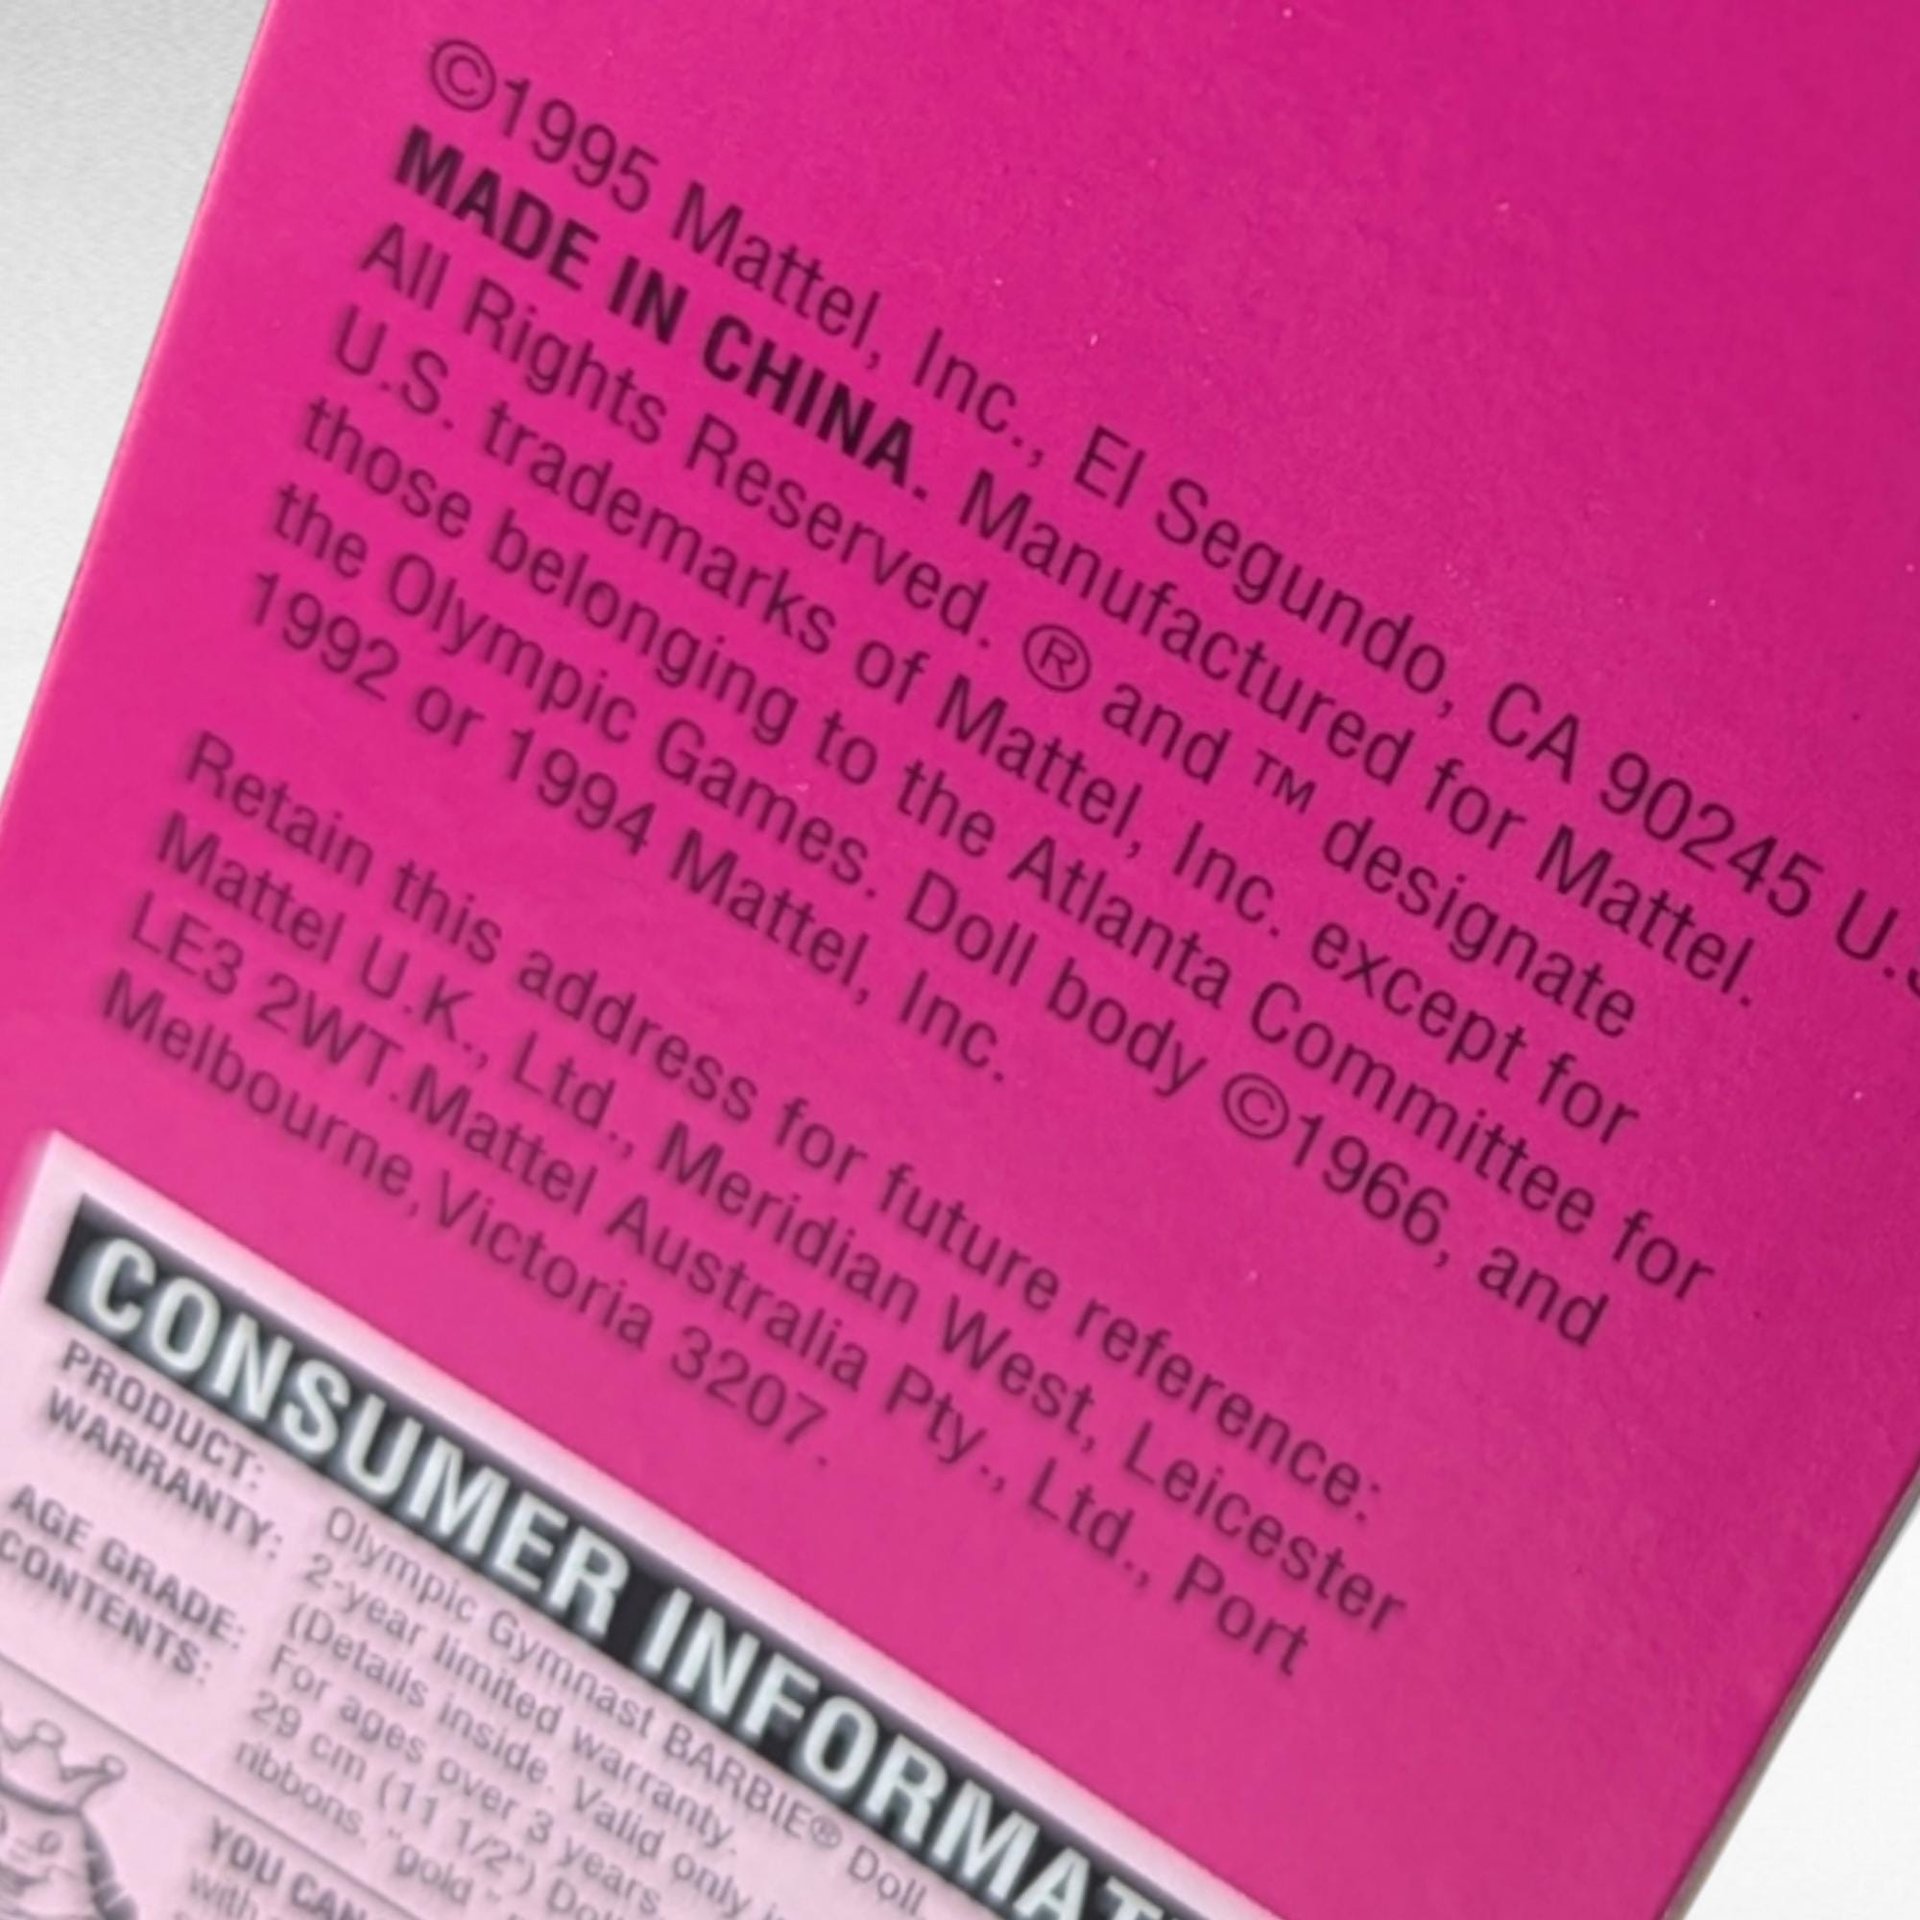 ©1995 Mattel, Inc., El Segundo, CA 90245 U.S
MADE IN CHINA. Manufactured for Mattel.
All Rights Reserved. ® and ™ designate
U.S. trademarks of Mattel, Inc. except for
those belonging to the Atlanta Committee for
the Olympic Games. Doll body ©1966, and
1992 or 1994 Mattel, Inc.
Retain this address for future reference:
Mattel U.K., Ltd., Meridian West, Leicester
LE3 2WT.Mattel Australia Pty., Ltd., Port
Melbourne,Victoria 3207.
CONSUMER INFORMAT
PRODUCT: Olympic Gymnast BARBIE® Doll.
WARRANTY: 2-year limited warranty.
(Details inside. Valid only
AGE GRADE: For ages over 3 years.
CONTENTS: 29 cm (11 1/2")
ribbons, "gold"
YOU CAN
with